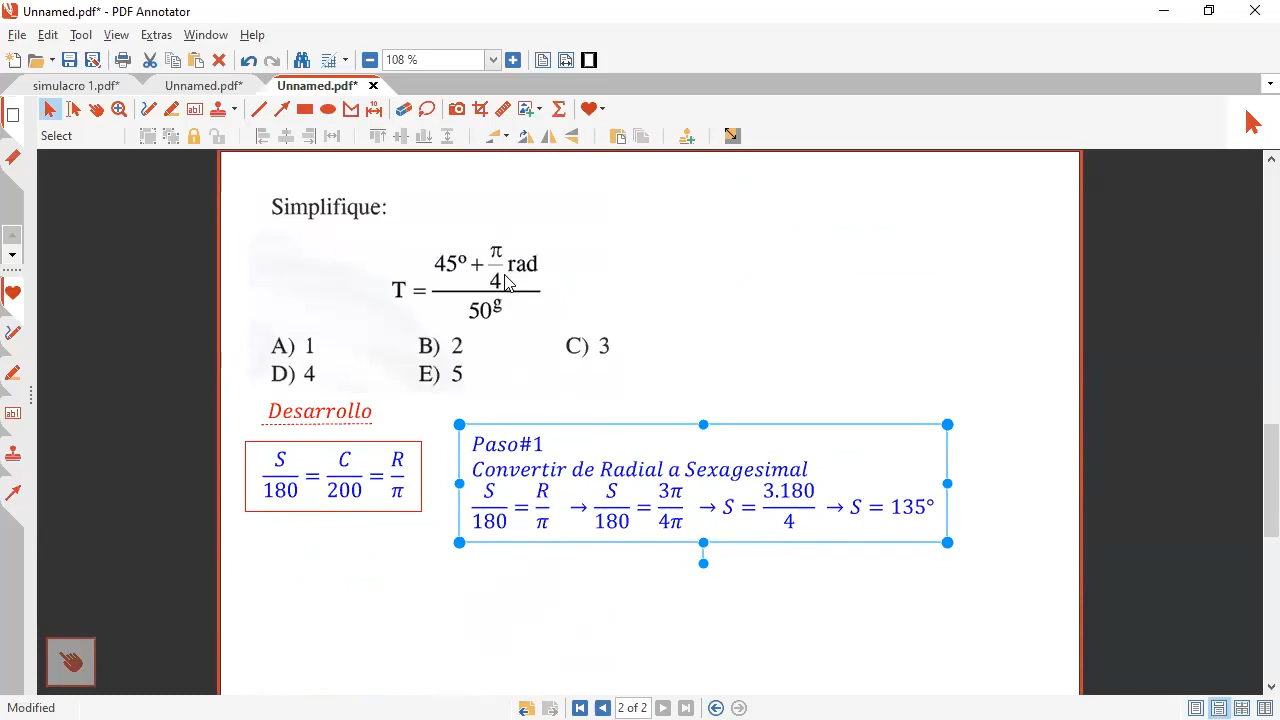 Unnamed.pdf* - PDF Annotator
File Edit Tool View Extras Window Help
108 %
simulacro 1.pdf* Unnamed.pdf* Unnamed.pdf*
Select
Simplifique:
T = (45º + π/4 rad) / 50^g
A) 1 B) 2 C) 3
D) 4 E) 5
Desarrollo
S/180 = C/200 = R/π
Paso#1
Convertir de Radial a Sexagesimal
S/180 = R/π → S/180 = 3π/4π → S = 3.180/4 → S = 135°
Modified
2 of 2